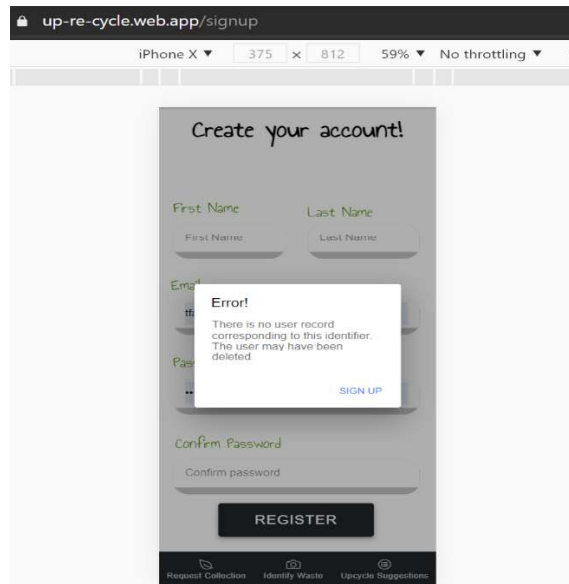 up-re-cycle.web.app/signup
iPhone X ▼ 375 × 812 59% ▼ No throttling ▼
Create your account!
First Name Last Name
First Name Last Name
Error!
There is no user record
corresponding to this identifier.
The user may have been
deleted.
SIGN UP
Confirm Password
Confirm password
REGISTER
Request Collection Identify Waste Upcycle Suggestions